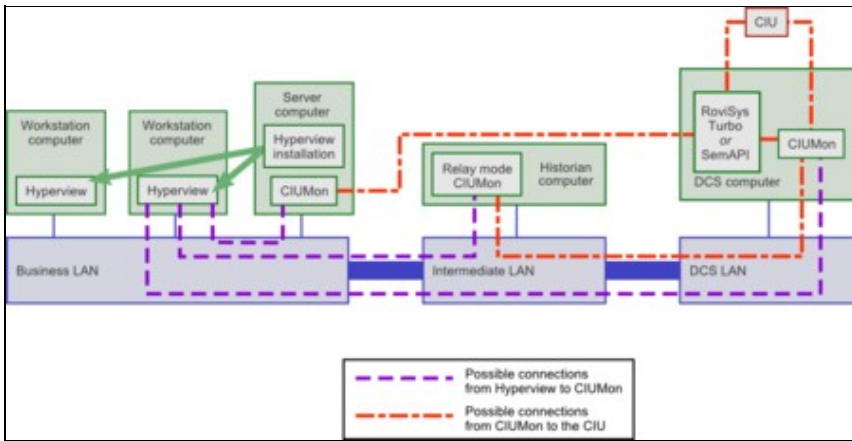 CIU
Server
computer
Workstation
computer
Workstation
computer
Hyperview
installation
RoviSys
Turbo
or
SemAPI
CIUMon
Relay mode
CIUMon
Historian
computer
Hyperview
Hyperview
CIUMon
DCS computer
Business LAN
Intermediate LAN
DCS LAN
Possible connections
from Hyperview to CIUMon
Possible connections
from CIUMon to the CIU